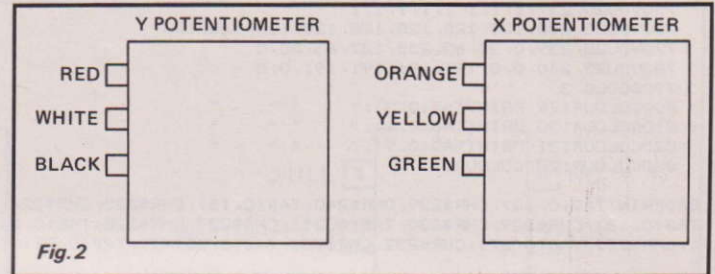 Y POTENTIOMETER X POTENTIOMETER
RED ORANGE
WHITE YELLOW
BLACK GREEN
Fig. 2